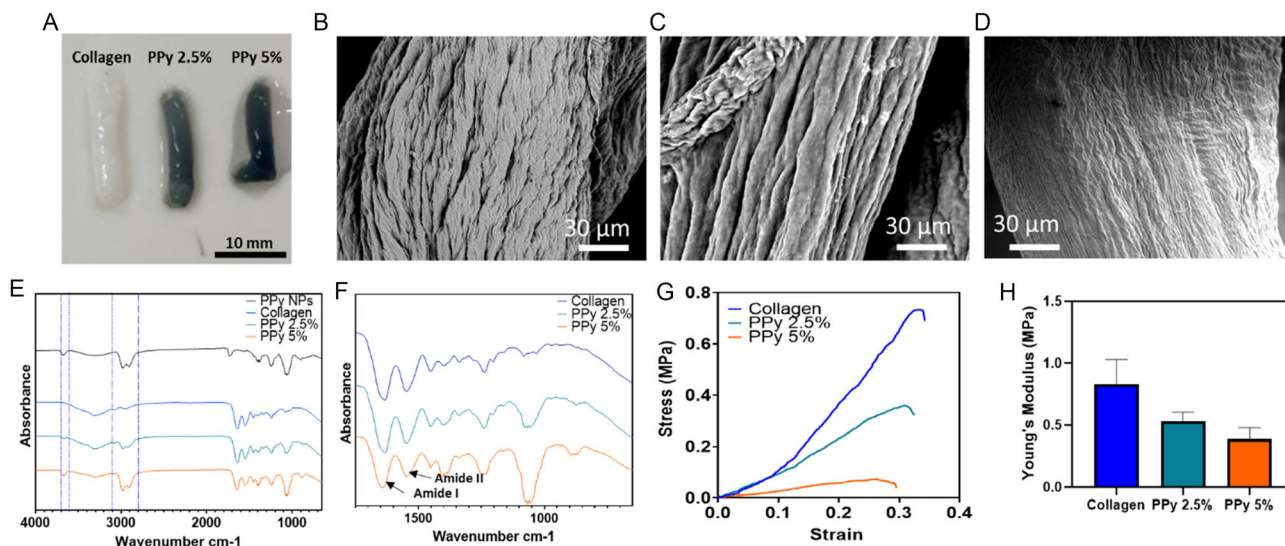 A
Collagen PPy 2.5% PPy 5%
10 mm
B
30 μm
C
30 μm
D
30 μm
E
PPy NPs
Collagen
PPy 2.5%
PPy 5%
Absorbance
4000 3000 2000 1000
Wavenumber cm-1
F
Collagen
PPy 2.5%
PPy 5%
Absorbance
Amide II
Amide I
1500 1000
Wavenumber cm-1
G
0.8
Collagen
PPy 2.5%
PPy 5%
0.6
0.4
0.2
0.0
Stress (MPa)
0.0 0.1 0.2 0.3 0.4
Strain
H
1.5
1.0
0.5
0.0
Young's Modulus (MPa)
Collagen PPy 2.5% PPy 5%